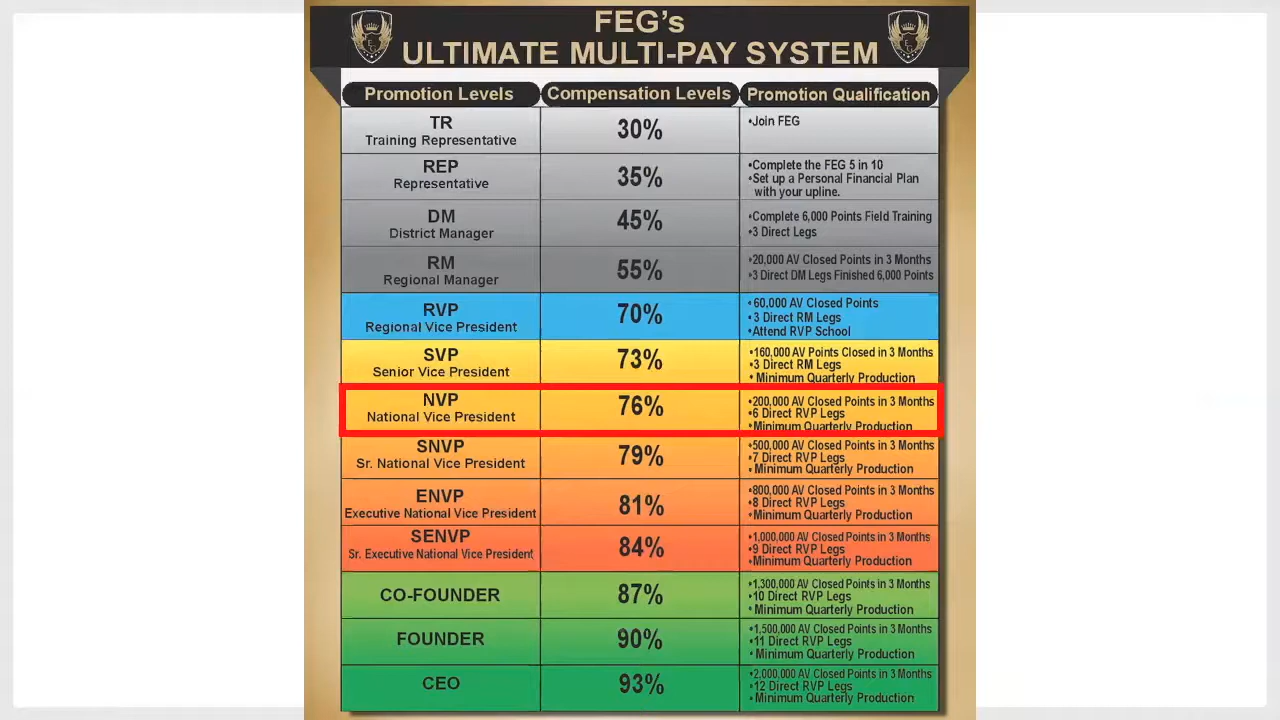 FEG's
ULTIMATE MULTI-PAY SYSTEM
Promotion Levels Compensation Levels Promotion Qualification
TR
Training Representative
30%
•Join FEG
REP
Representative
35%
•Complete the FEG 5 in 10
•Set up a Personal Financial Plan
with your upline.
DM
District Manager
45%
•Complete 6,000 Points Field Training
•3 Direct Legs
RM
Regional Manager
55%
•20,000 AV Closed Points in 3 Months
•3 Direct DM Legs Finished 6,000 Points
RVP
Regional Vice President
70%
•60,000 AV Closed Points
•3 Direct RM Legs
•Attend RVP School
SVP
Senior Vice President
73%
•160,000 AV Points Closed in 3 Months
•3 Direct RM Legs
•Minimum Quarterly Production
NVP
National Vice President
76%
•200,000 AV Closed Points in 3 Months
•6 Direct RVP Legs
•Minimum Quarterly Production
SNVP
Sr. National Vice President
79%
•500,000 AV Closed Points in 3 Months
•7 Direct RVP Legs
•Minimum Quarterly Production
ENVP
Executive National Vice President
81%
•800,000 AV Closed Points in 3 Months
•8 Direct RVP Legs
•Minimum Quarterly Production
SENVP
Sr. Executive National Vice President
84%
•1,000,000 AV Closed Points in 3 Months
•9 Direct RVP Legs
•Minimum Quarterly Production
CO-FOUNDER
87%
•1,300,000 AV Closed Points in 3 Months
•10 Direct RVP Legs
•Minimum Quarterly Production
FOUNDER
90%
•1,500,000 AV Closed Points in 3 Months
•11 Direct RVP Legs
•Minimum Quarterly Production
CEO
93%
•2,000,000 AV Closed Points in 3 Months
•12 Direct RVP Legs
•Minimum Quarterly Production